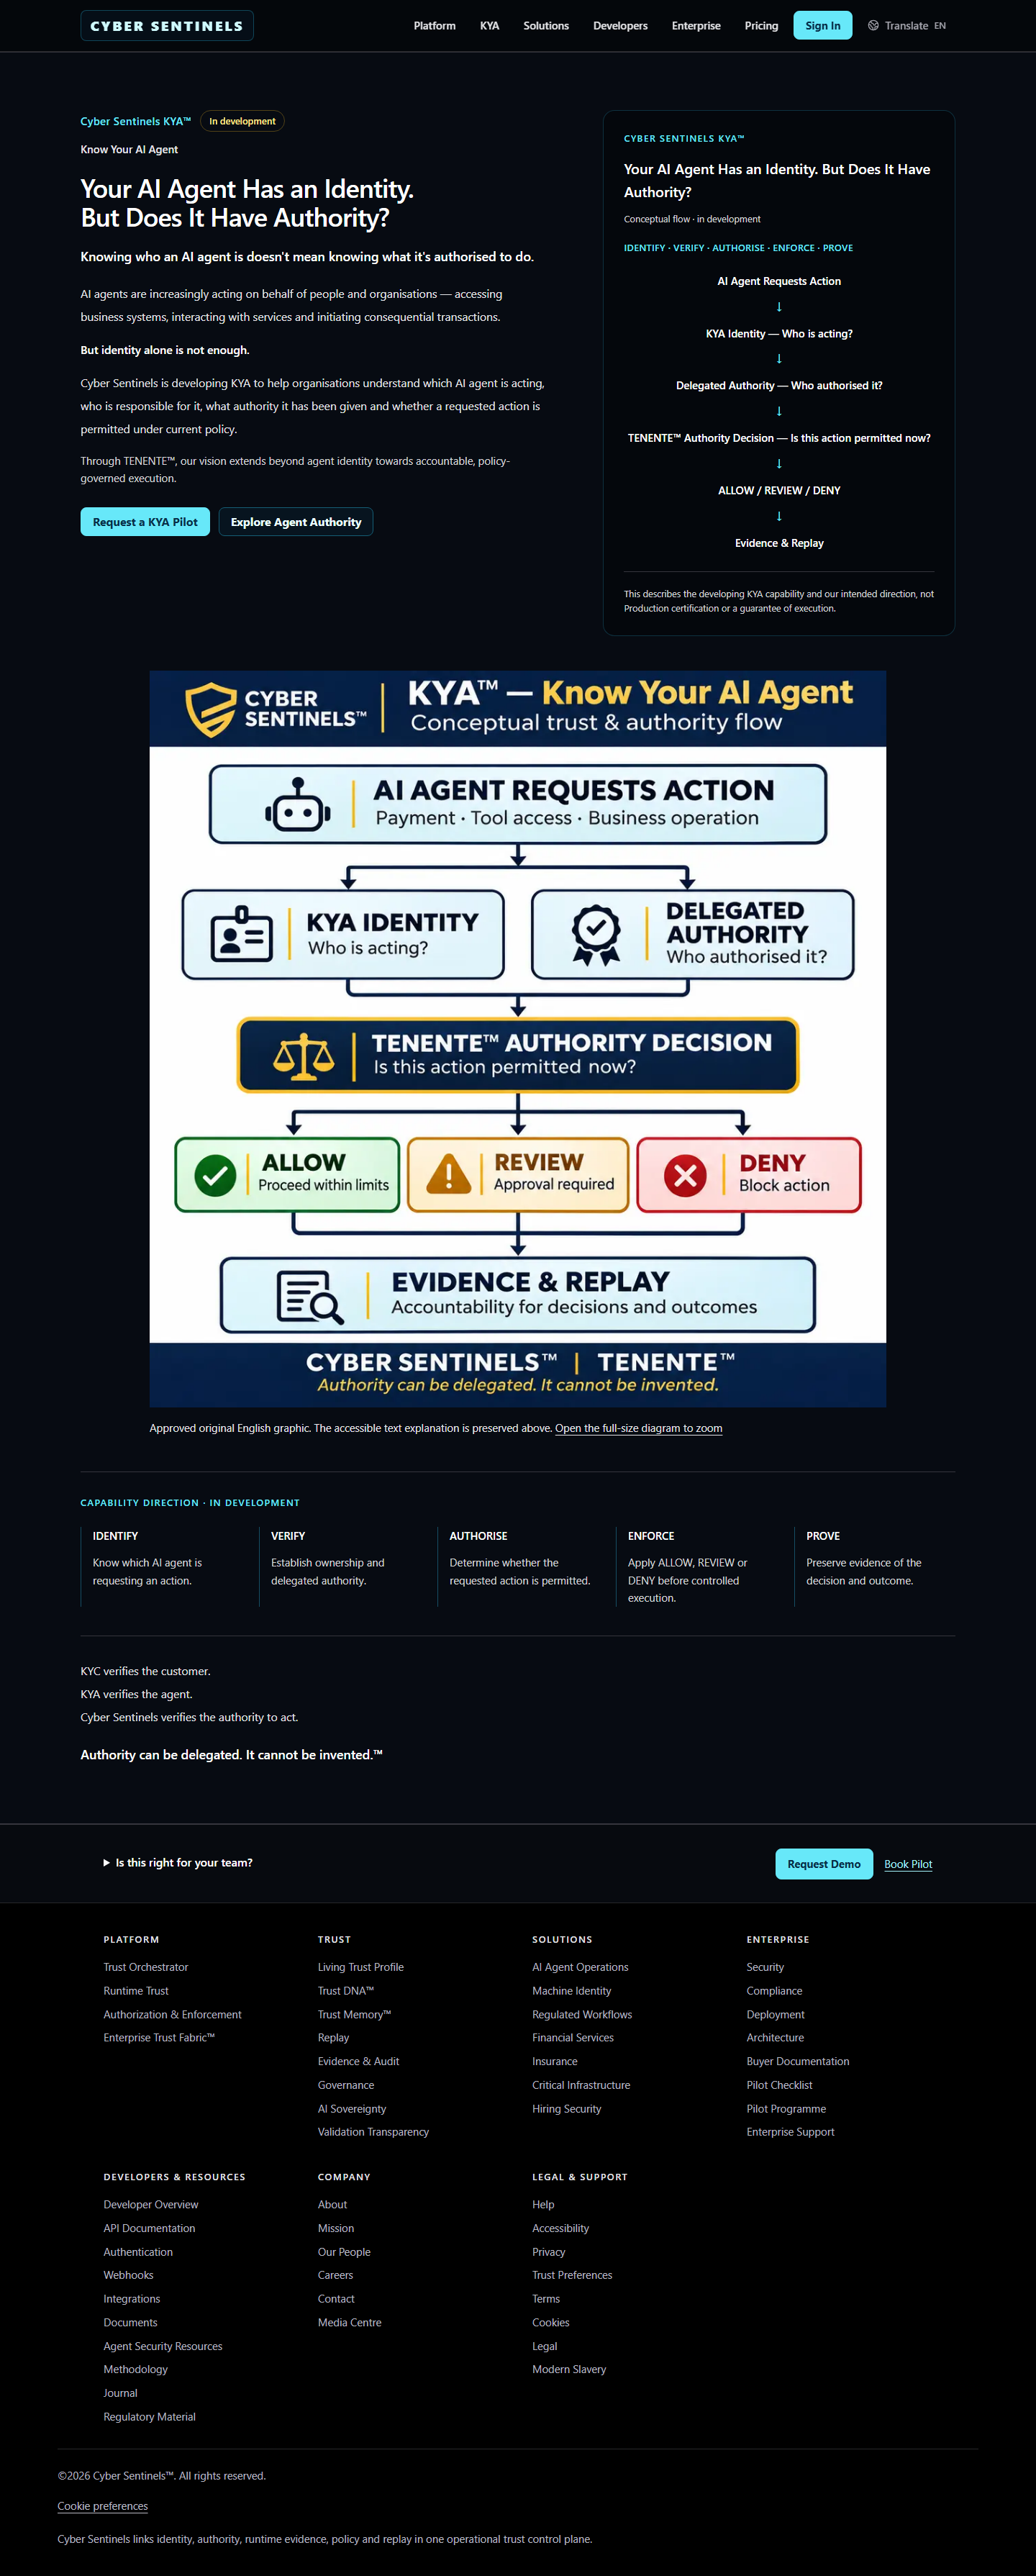 CYBER SENTINELS
Platform
KYA
Solutions
Developers
Enterprise
Pricing
Sign In
Translate EN
Cyber Sentinels KYA™
In development
Know Your AI Agent
Your AI Agent Has an Identity.
But Does It Have Authority?
Knowing who an AI agent is doesn't mean knowing what it's authorised to do.
AI agents are increasingly acting on behalf of people and organisations — accessing
business systems, interacting with services and initiating consequential transactions.
But identity alone is not enough.
Cyber Sentinels is developing KYA to help organisations understand which AI agent is acting,
who is responsible for it, what authority it has been given and whether a requested action is
permitted under current policy.
Through TENENTE™, our vision extends beyond agent identity towards accountable, policy-
governed execution.
Request a KYA Pilot
Explore Agent Authority
CYBER SENTINELS KYA™
Your AI Agent Has an Identity. But Does It Have
Authority?
Conceptual flow · in development
IDENTIFY · VERIFY · AUTHORISE · ENFORCE · PROVE
AI Agent Requests Action
↓
KYA Identity — Who is acting?
↓
Delegated Authority — Who authorised it?
↓
TENENTE™ Authority Decision — Is this action permitted now?
↓
ALLOW / REVIEW / DENY
↓
Evidence & Replay
This describes the developing KYA capability and our intended direction, not
Production certification or a guarantee of execution.
CYBER
SENTINELS™
KYA™ — Know Your AI Agent
Conceptual trust & authority flow
AI AGENT REQUESTS ACTION
Payment · Tool access · Business operation
KYA IDENTITY
Who is acting?
DELEGATED
AUTHORITY
Who authorised it?
TENENTE™ AUTHORITY DECISION
Is this action permitted now?
ALLOW
Proceed within limits
REVIEW
Approval required
DENY
Block action
EVIDENCE & REPLAY
Accountability for decisions and outcomes
CYBER SENTINELS™ | TENENTE™
Authority can be delegated. It cannot be invented.
Approved original English graphic. The accessible text explanation is preserved above. Open the full-size diagram to zoom
CAPABILITY DIRECTION · IN DEVELOPMENT
IDENTIFY
Know which AI agent is
requesting an action.
VERIFY
Establish ownership and
delegated authority.
AUTHORISE
Determine whether the
requested action is permitted.
ENFORCE
Apply ALLOW, REVIEW or
DENY before controlled
execution.
PROVE
Preserve evidence of the
decision and outcome.
KYC verifies the customer.
KYA verifies the agent.
Cyber Sentinels verifies the authority to act.
Authority can be delegated. It cannot be invented.™
Is this right for your team?
Request Demo
Book Pilot
PLATFORM
Trust Orchestrator
Runtime Trust
Authorization & Enforcement
Enterprise Trust Fabric™
TRUST
Living Trust Profile
Trust DNA™
Trust Memory™
Replay
Evidence & Audit
Governance
AI Sovereignty
Validation Transparency
SOLUTIONS
AI Agent Operations
Machine Identity
Regulated Workflows
Financial Services
Insurance
Critical Infrastructure
Hiring Security
ENTERPRISE
Security
Compliance
Deployment
Architecture
Buyer Documentation
Pilot Checklist
Pilot Programme
Enterprise Support
DEVELOPERS & RESOURCES
Developer Overview
API Documentation
Authentication
Webhooks
Integrations
Documents
Agent Security Resources
Methodology
Journal
Regulatory Material
COMPANY
About
Mission
Our People
Careers
Contact
Media Centre
LEGAL & SUPPORT
Help
Accessibility
Privacy
Trust Preferences
Terms
Cookies
Legal
Modern Slavery
©2026 Cyber Sentinels™. All rights reserved.
Cookie preferences
Cyber Sentinels links identity, authority, runtime evidence, policy and replay in one operational trust control plane.